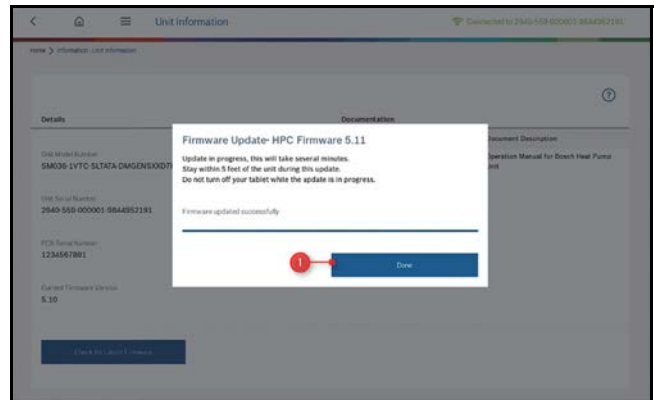 Unit Information
Connected to 2940-559-000001-9844952191
Home > Information Unit Information
?
Details
Documentation
Document Description
Unit Model Number
SM036-1VTC-SLTATA-DMGENSXXD7
Operation Manual for Bosch Heat Pump
Unit
Firmware Update- HPC Firmware 5.11
Update in progress, this will take several minutes.
Stay within 5 feet of the unit during this update.
Do not turn off your tablet while the update is in progress.
Firmware updated successfully
1
Done
Unit Serial Number
2940-559-000001-9844952191
PCB Serial Number
1234567891
Current Firmware Version
5.10
Check for Latest Firmware